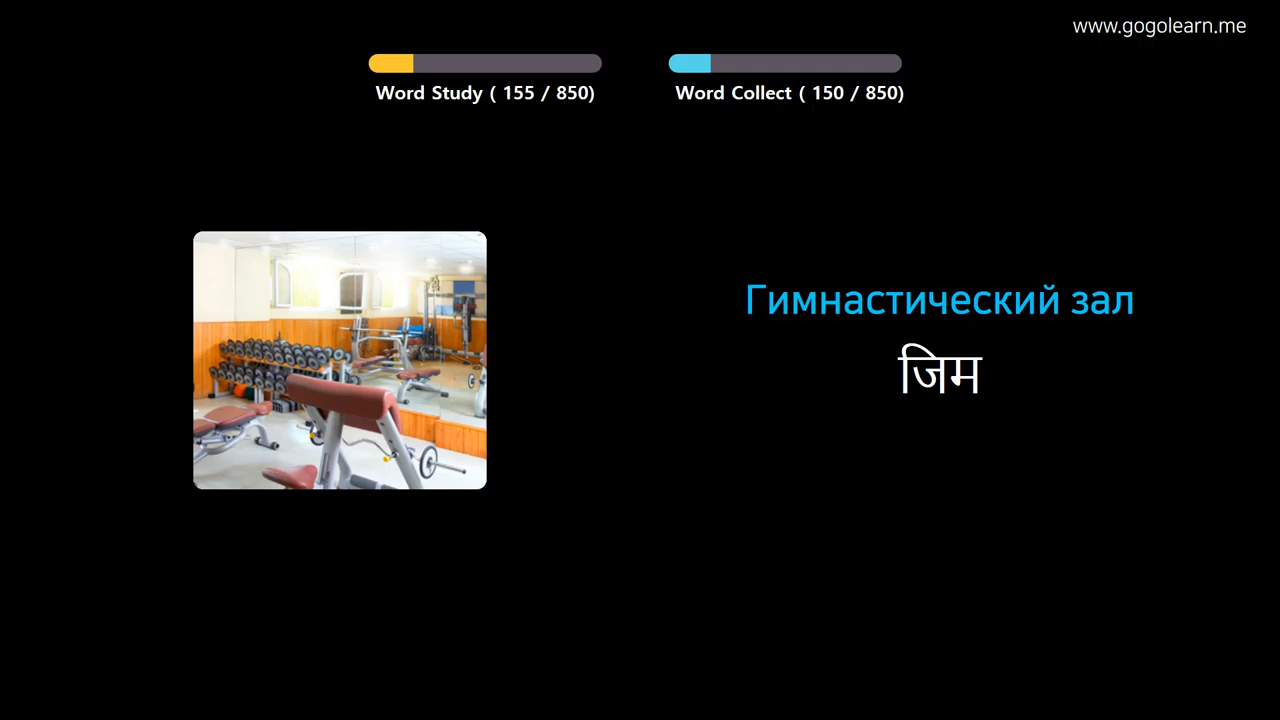 www.gogolearn.me
Word Study ( 155 / 850)
Word Collect ( 150 / 850)
Гимнастический зал
जिम